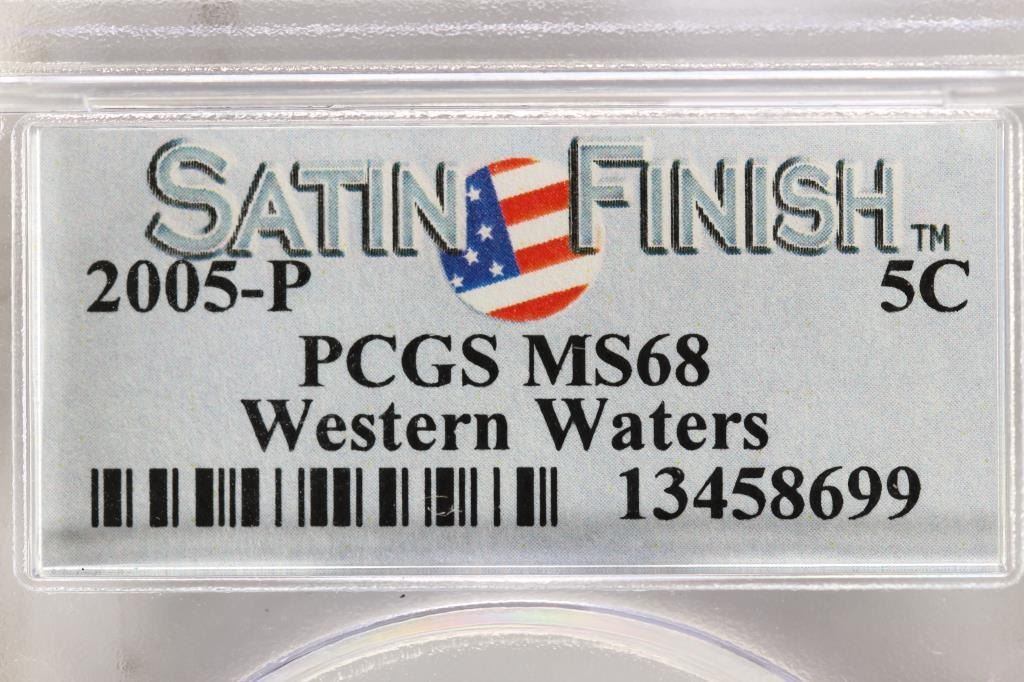 SATIN FINISH™
2005-P 5C
PCGS MS68
Western Waters
13458699